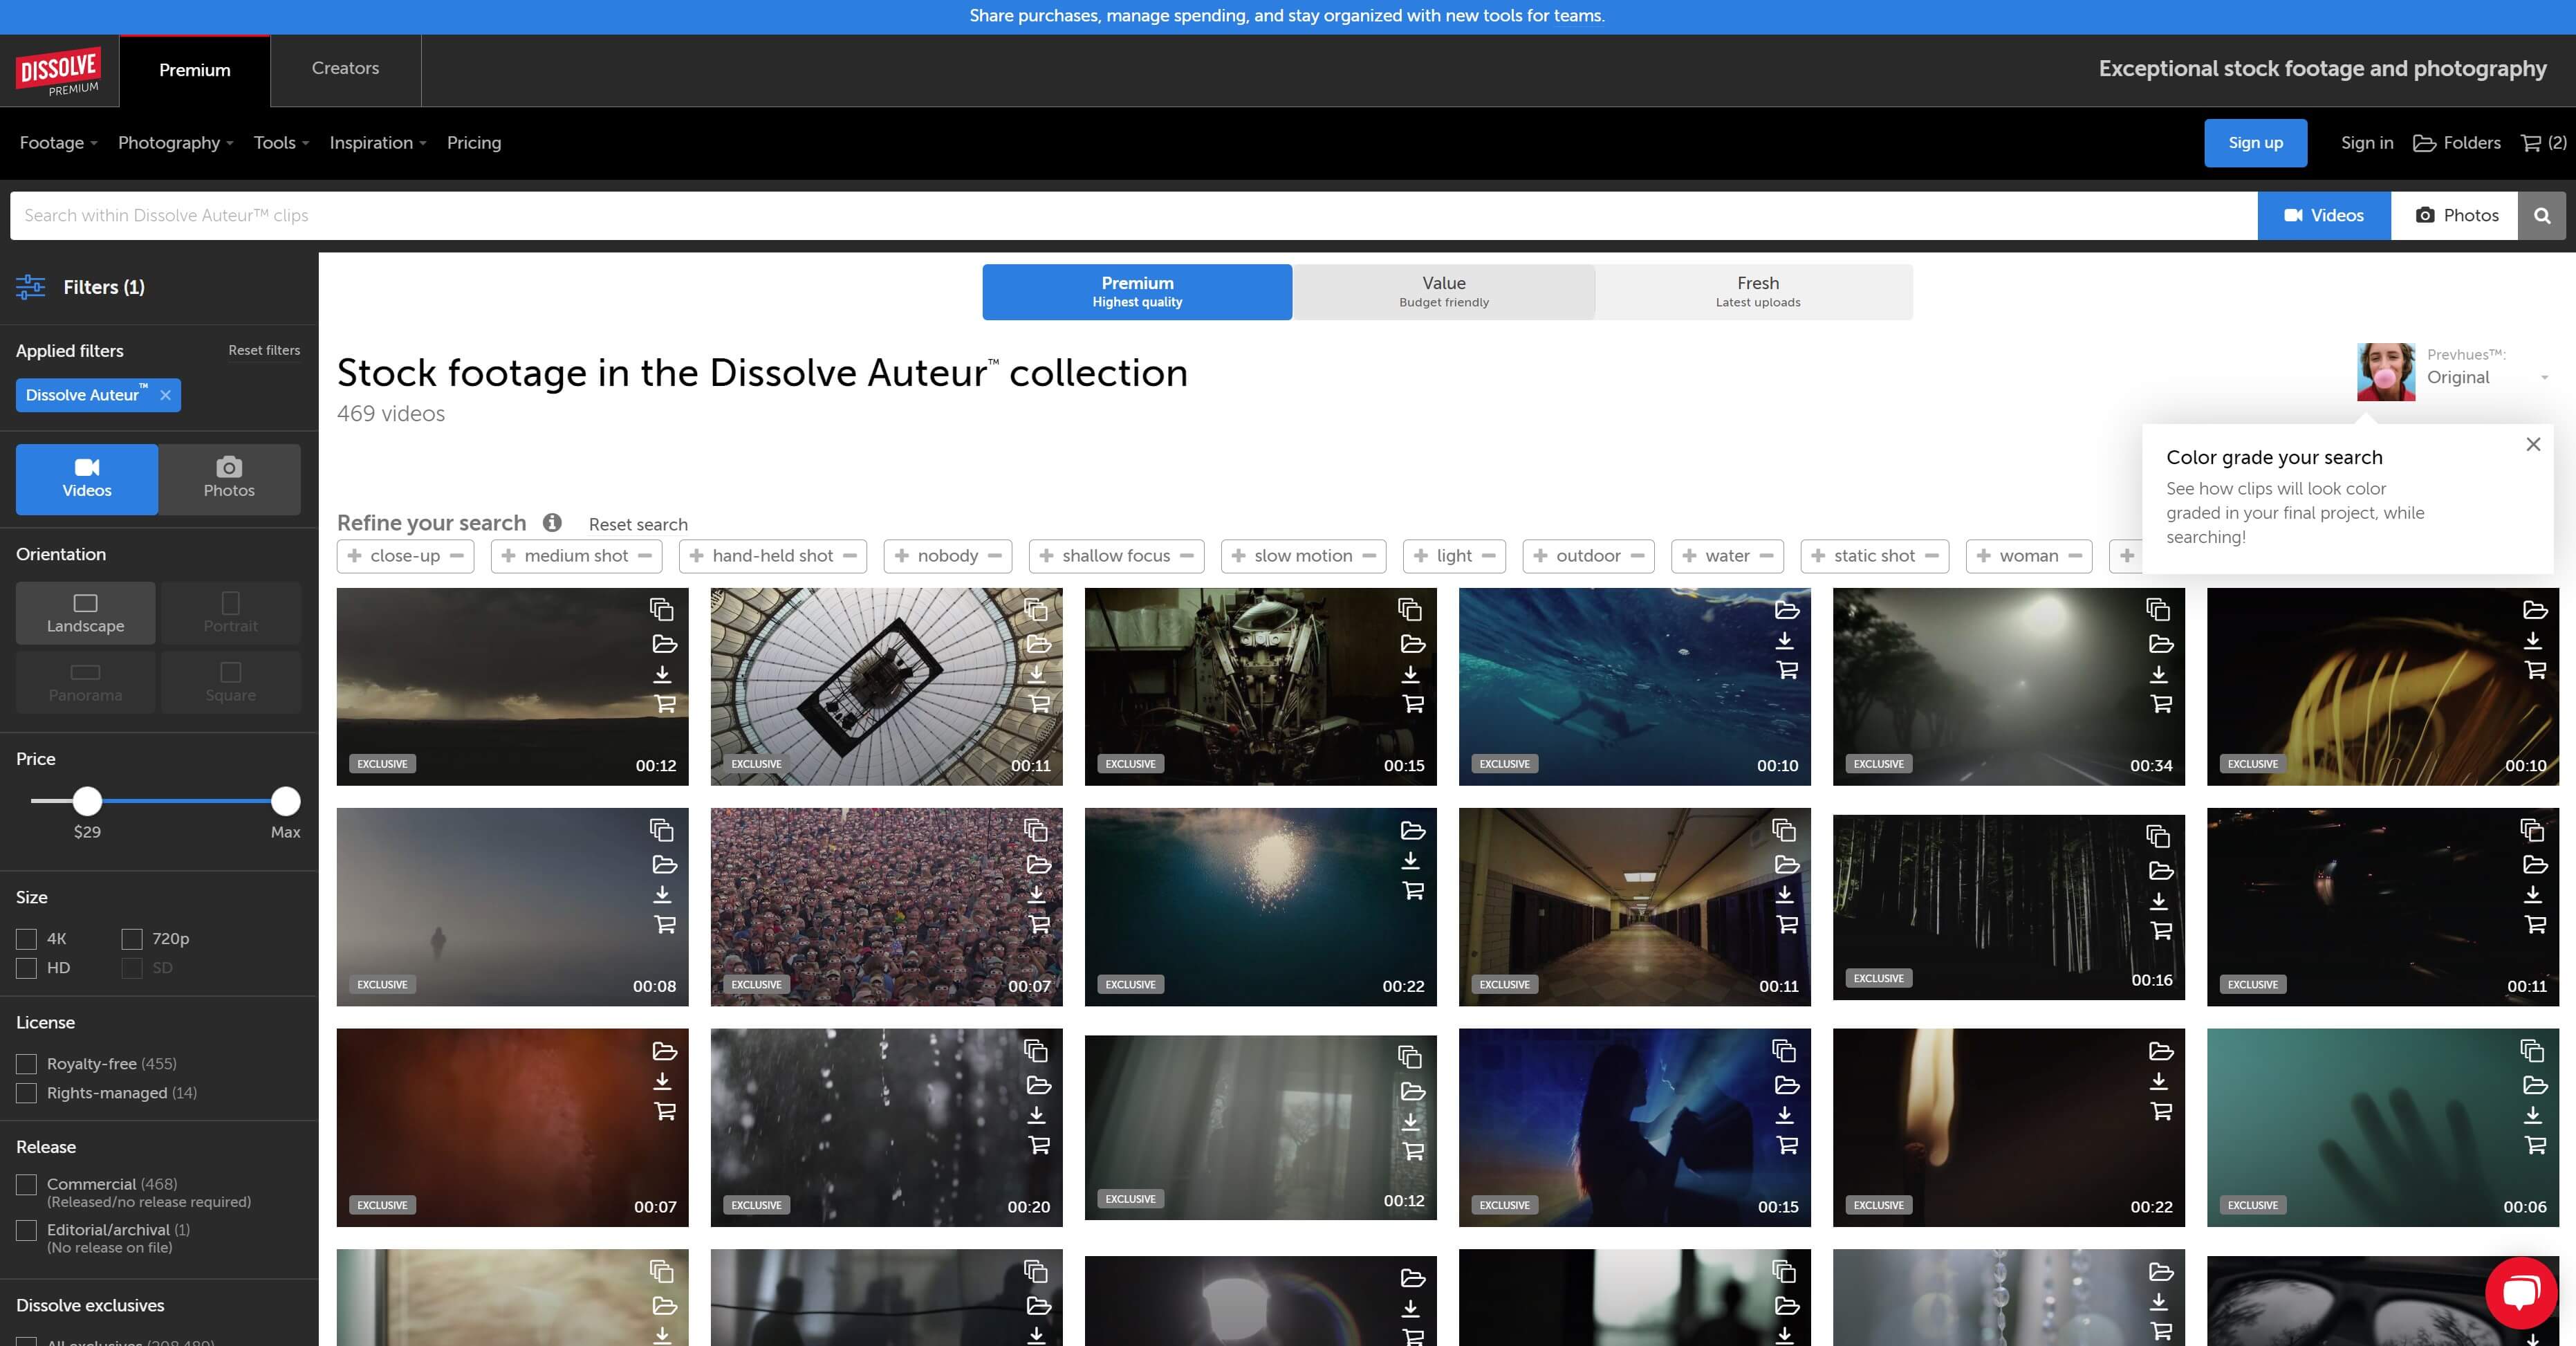 Share purchases, manage spending, and stay organized with new tools for teams.
DISSOLVE
PREMIUM
Premium
Creators
Exceptional stock footage and photography
Footage
Photography
Tools
Inspiration
Pricing
Sign up
Sign in
Folders
(2)
Search within Dissolve Auteur™ clips
Videos
Photos
Filters (1)
Applied filters
Reset filters
Dissolve Auteur™ ×
Videos
Photos
Orientation
Landscape
Portrait
Panorama
Square
Price
$29
Max
Size
4K
720p
HD
SD
License
Royalty-free (455)
Rights-managed (14)
Release
Commercial (468)
(Released/no release required)
Editorial/archival (1)
(No release on file)
Dissolve exclusives
Premium
Highest quality
Value
Budget friendly
Fresh
Latest uploads
Stock footage in the Dissolve Auteur™ collection
469 videos
Prevhues™:
Original
Color grade your search
See how clips will look color
graded in your final project, while
searching!
Refine your search
Reset search
close-up
medium shot
hand-held shot
nobody
shallow focus
slow motion
light
outdoor
water
static shot
woman
EXCLUSIVE 00:12
EXCLUSIVE 00:11
EXCLUSIVE 00:15
EXCLUSIVE 00:10
EXCLUSIVE 00:34
EXCLUSIVE 00:10
EXCLUSIVE 00:08
EXCLUSIVE 00:07
EXCLUSIVE 00:22
EXCLUSIVE 00:11
EXCLUSIVE 00:16
EXCLUSIVE 00:11
EXCLUSIVE 00:07
EXCLUSIVE 00:20
EXCLUSIVE 00:12
EXCLUSIVE 00:15
EXCLUSIVE 00:22
EXCLUSIVE 00:06